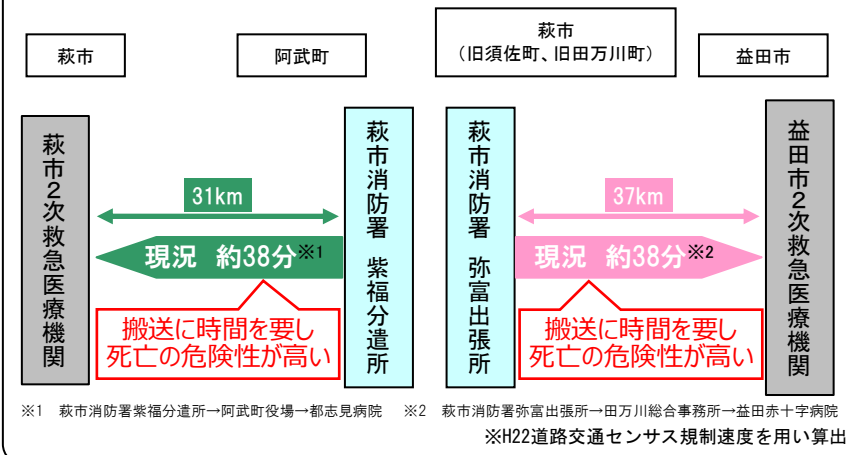 萩市
阿武町
萩市
（旧須佐町、旧田万川町）
益田市
萩市2次救急医療機関
31km
現況　約38分※1
搬送に時間を要し
死亡の危険性が高い
萩市消防署　紫福分遣所
萩市消防署　弥富出張所
37km
現況　約38分※2
搬送に時間を要し
死亡の危険性が高い
益田市2次救急医療機関
※1　萩市消防署紫福分遣所→阿武町役場→都志見病院　※2　萩市消防署弥富出張所→田万川総合事務所→益田赤十字病院
※H22道路交通センサス規制速度を用い算出